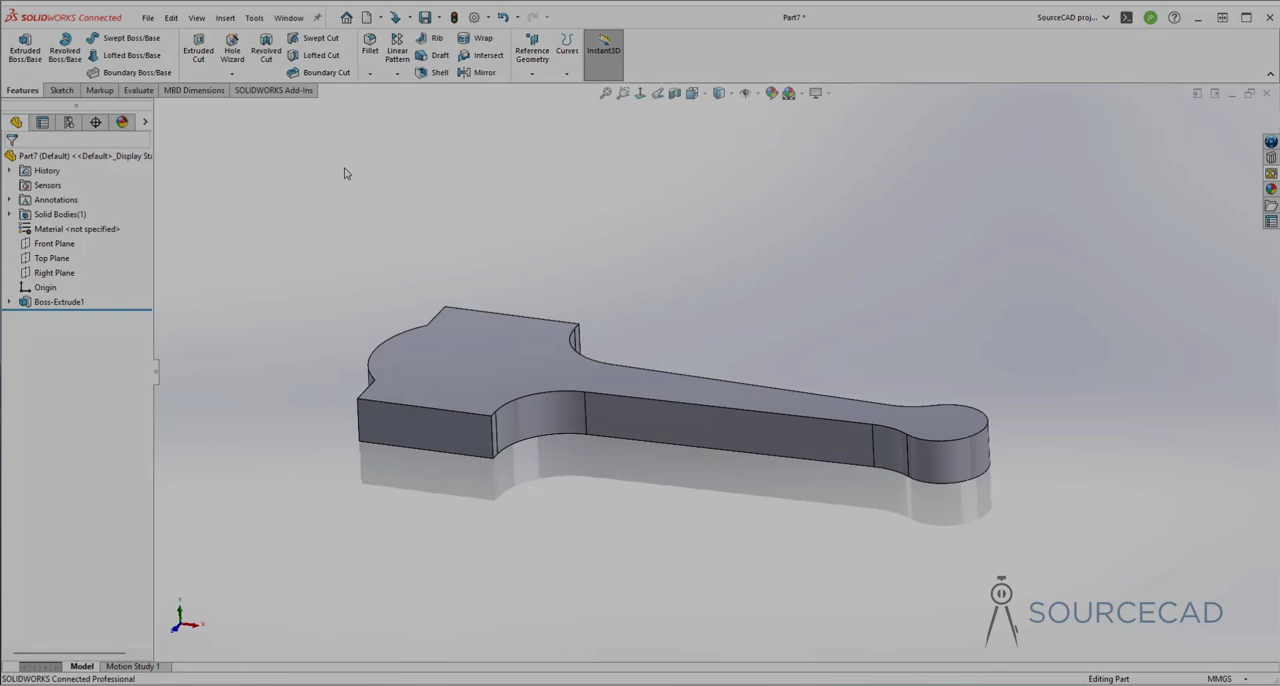 SOLIDWORKS Connected
File Edit View Insert Tools Window
Part7 *
SourceCAD proj...
Extruded Boss/Base
Revolved Boss/Base
Swept Boss/Base
Lofted Boss/Base
Boundary Boss/Base
Extruded Cut
Hole Wizard
Revolved Cut
Swept Cut
Lofted Cut
Boundary Cut
Fillet
Linear Pattern
Rib
Draft
Shell
Wrap
Intersect
Mirror
Reference Geometry
Curves
Instant3D
Features Sketch Markup Evaluate MBD Dimensions SOLIDWORKS Add-Ins
Part7 (Default) <<Default>_Display Sta
History
Sensors
Annotations
Solid Bodies(1)
Material <not specified>
Front Plane
Top Plane
Right Plane
Origin
Boss-Extrude1
Y
X
SOURCECAD
Model Motion Study 1
SOLIDWORKS Connected Professional
Editing Part
MMGS